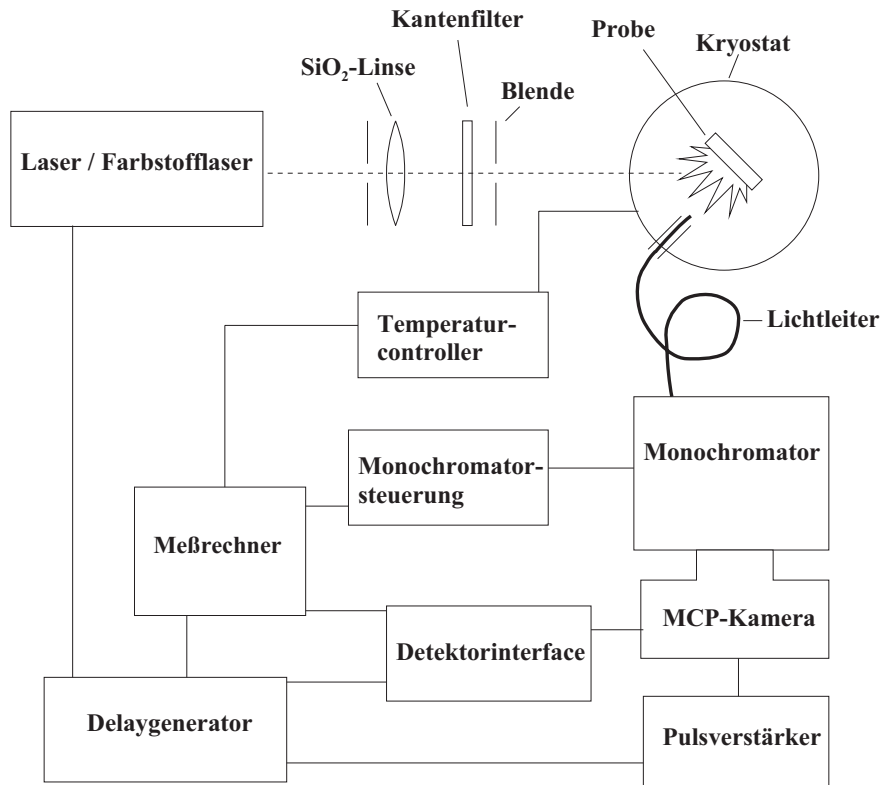 Kantenfilter
Probe
Kryostat
SiO₂-Linse
Blende
Laser / Farbstofflaser
Lichtleiter
Temperatur-
controller
Monochromator
Monochromator-
steuerung
Meßrechner
MCP-Kamera
Detektorinterface
Delaygenerator
Pulsverstärker